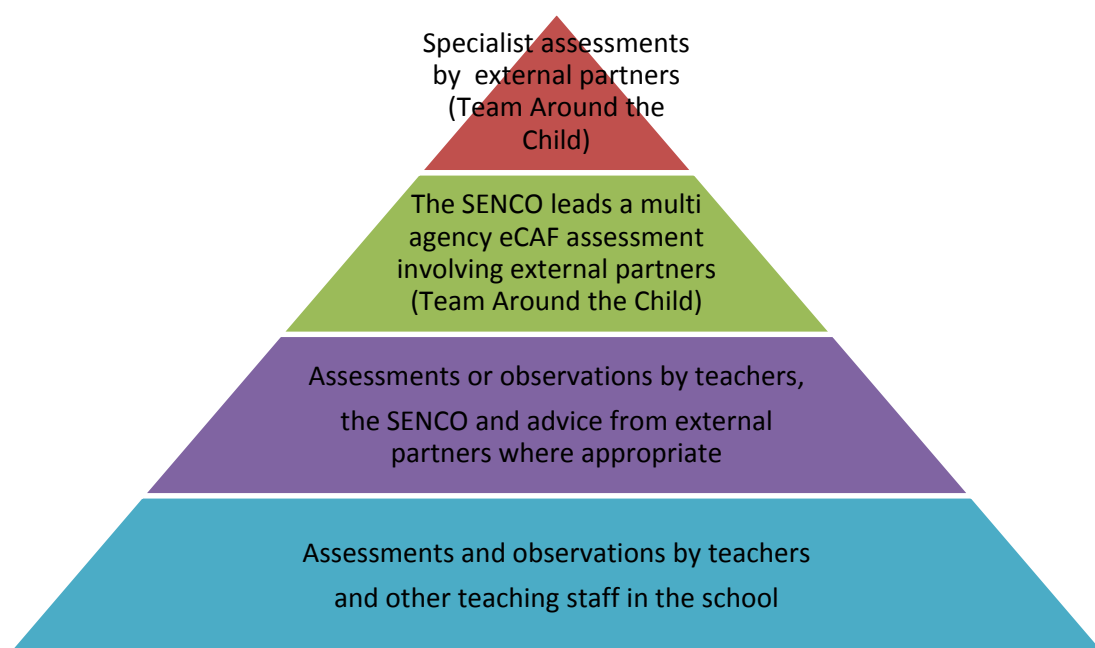 Specialist assessments
by external partners
(Team Around the
Child)
The SENCO leads a multi
agency eCAF assessment
involving external partners
(Team Around the Child)
Assessments or observations by teachers,
the SENCO and advice from external
partners where appropriate
Assessments and observations by teachers
and other teaching staff in the school